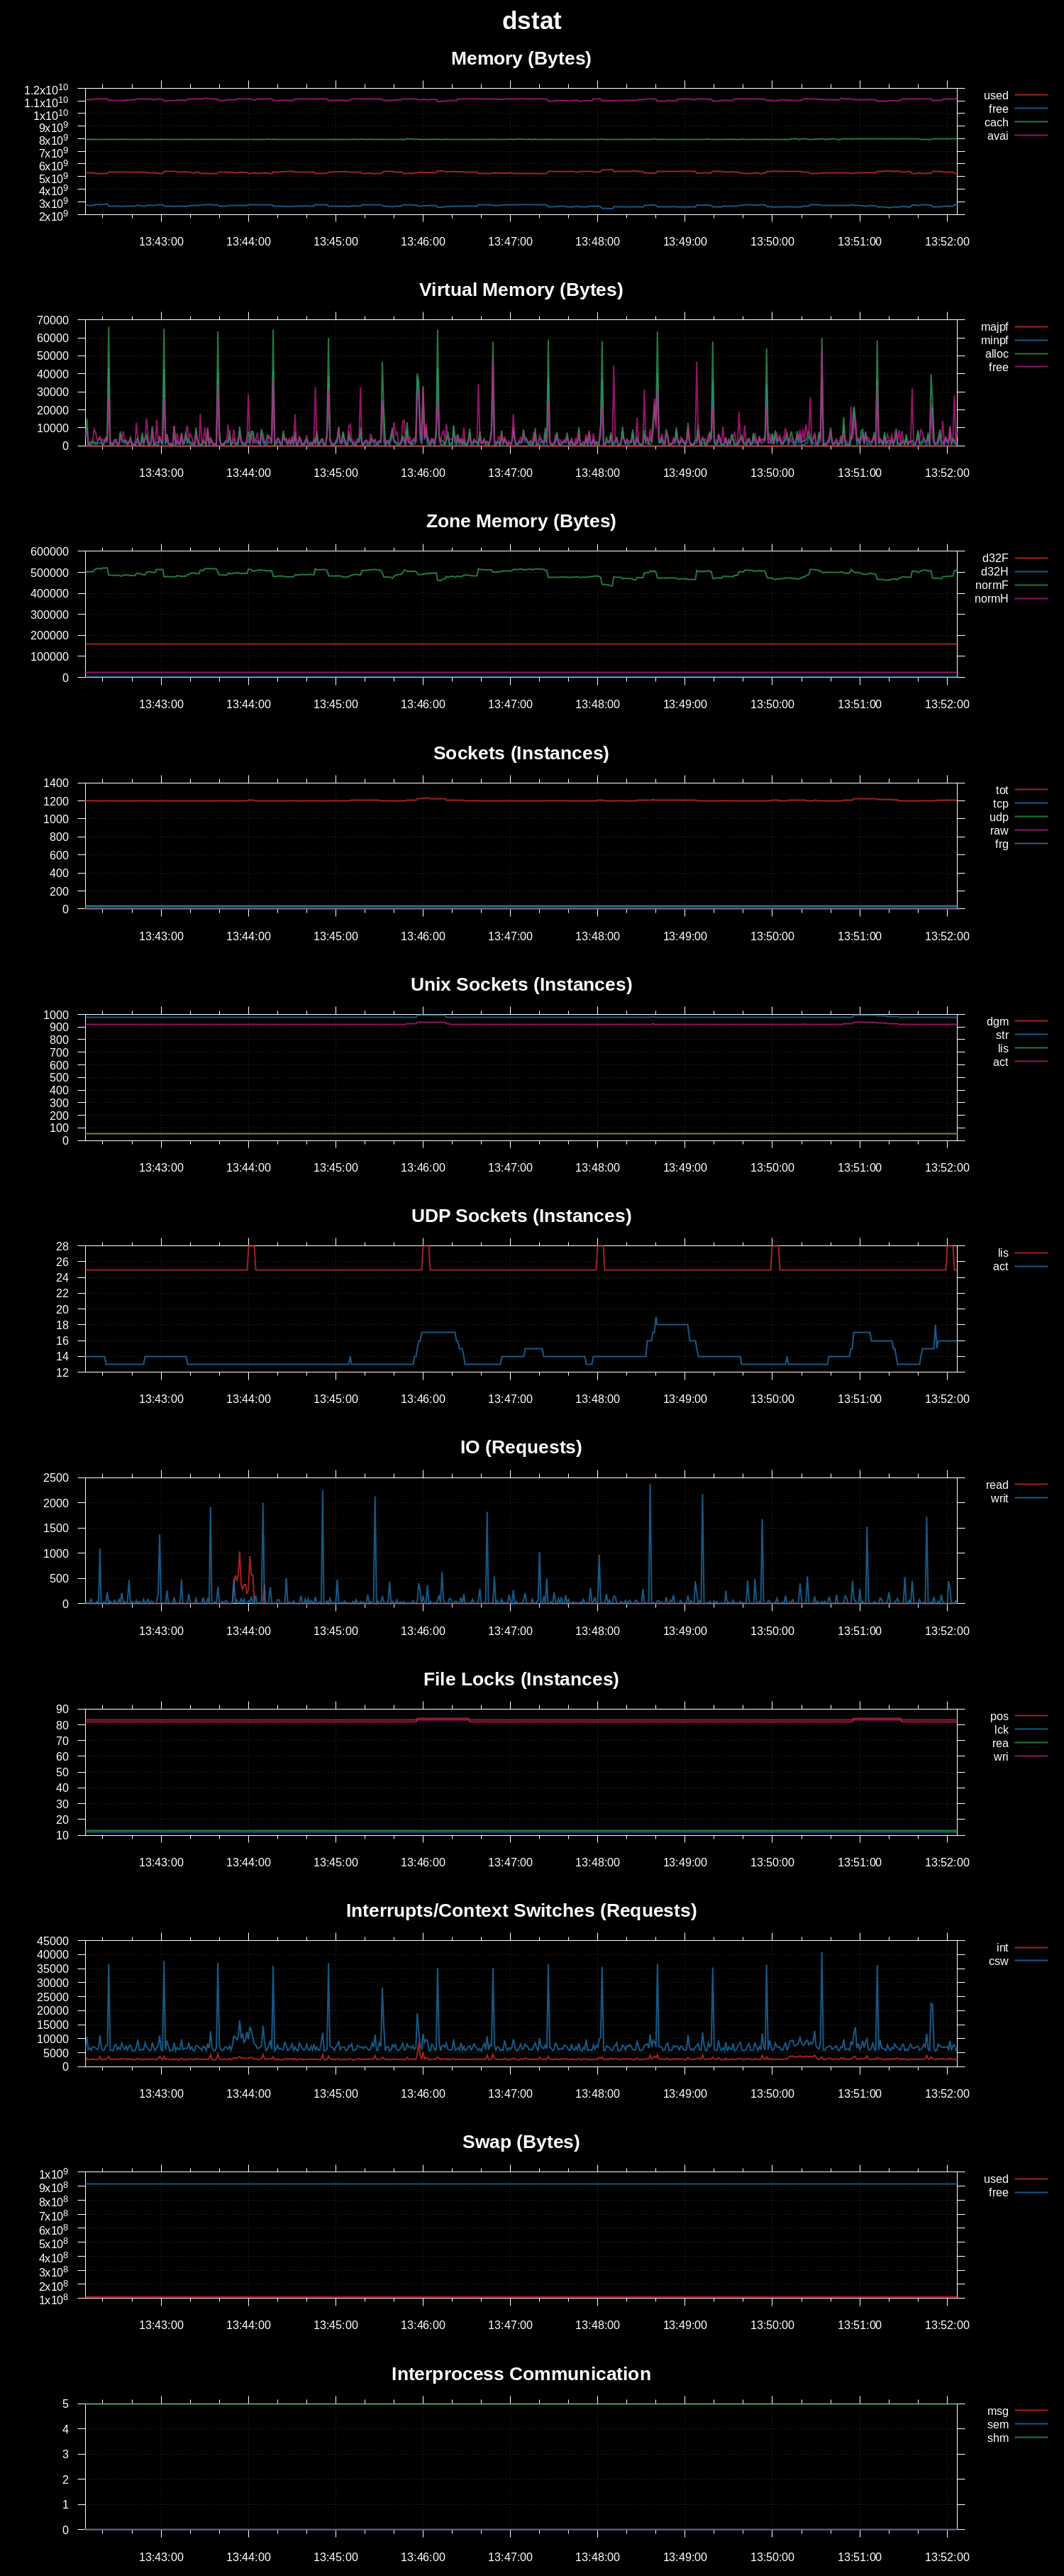 dstat
Memory (Bytes)
1.2x10^10
1.1x10^10
1x10^10
9x10^9
8x10^9
7x10^9
6x10^9
5x10^9
4x10^9
3x10^9
2x10^9
13:43:00 13:44:00 13:45:00 13:46:00 13:47:00 13:48:00 13:49:00 13:50:00 13:51:00 13:52:00
used
free
cach
avai
Virtual Memory (Bytes)
70000
60000
50000
40000
30000
20000
10000
0
13:43:00 13:44:00 13:45:00 13:46:00 13:47:00 13:48:00 13:49:00 13:50:00 13:51:00 13:52:00
majpf
minpf
alloc
free
Zone Memory (Bytes)
600000
500000
400000
300000
200000
100000
0
13:43:00 13:44:00 13:45:00 13:46:00 13:47:00 13:48:00 13:49:00 13:50:00 13:51:00 13:52:00
d32F
d32H
normF
normH
Sockets (Instances)
1400
1200
1000
800
600
400
200
0
13:43:00 13:44:00 13:45:00 13:46:00 13:47:00 13:48:00 13:49:00 13:50:00 13:51:00 13:52:00
tot
tcp
udp
raw
frg
Unix Sockets (Instances)
1000
900
800
700
600
500
400
300
200
100
0
13:43:00 13:44:00 13:45:00 13:46:00 13:47:00 13:48:00 13:49:00 13:50:00 13:51:00 13:52:00
dgm
str
lis
act
UDP Sockets (Instances)
28
26
24
22
20
18
16
14
12
13:43:00 13:44:00 13:45:00 13:46:00 13:47:00 13:48:00 13:49:00 13:50:00 13:51:00 13:52:00
lis
act
IO (Requests)
2500
2000
1500
1000
500
0
13:43:00 13:44:00 13:45:00 13:46:00 13:47:00 13:48:00 13:49:00 13:50:00 13:51:00 13:52:00
read
writ
File Locks (Instances)
90
80
70
60
50
40
30
20
10
13:43:00 13:44:00 13:45:00 13:46:00 13:47:00 13:48:00 13:49:00 13:50:00 13:51:00 13:52:00
pos
lck
rea
wri
Interrupts/Context Switches (Requests)
45000
40000
35000
30000
25000
20000
15000
10000
5000
0
13:43:00 13:44:00 13:45:00 13:46:00 13:47:00 13:48:00 13:49:00 13:50:00 13:51:00 13:52:00
int
csw
Swap (Bytes)
1x10^9
9x10^8
8x10^8
7x10^8
6x10^8
5x10^8
4x10^8
3x10^8
2x10^8
1x10^8
13:43:00 13:44:00 13:45:00 13:46:00 13:47:00 13:48:00 13:49:00 13:50:00 13:51:00 13:52:00
used
free
Interprocess Communication
5
4
3
2
1
0
13:43:00 13:44:00 13:45:00 13:46:00 13:47:00 13:48:00 13:49:00 13:50:00 13:51:00 13:52:00
msg
sem
shm